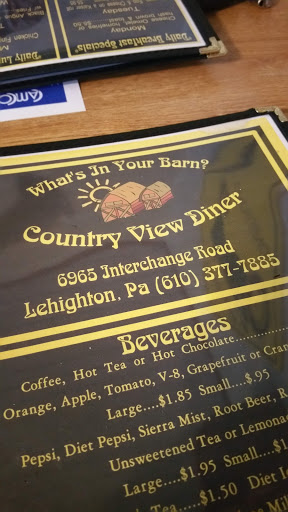 Daily Breakfast Specials
Monday
Tuesday
What's In Your Barn?
Country View Diner
6965 Interchange Road
Lehighton, Pa (610) 377-7885
Beverages
Coffee, Hot Tea or Hot Chocolate
Orange, Apple, Tomato, V-8, Grapefruit or Cran
Large....$1.85 Small....$.95
Pepsi, Diet Pepsi, Sierra Mist, Root Beer, R
Unsweetened Tea or Lemona
Large....$1.95 Small....$1
Tea.....$1.50 Diet I